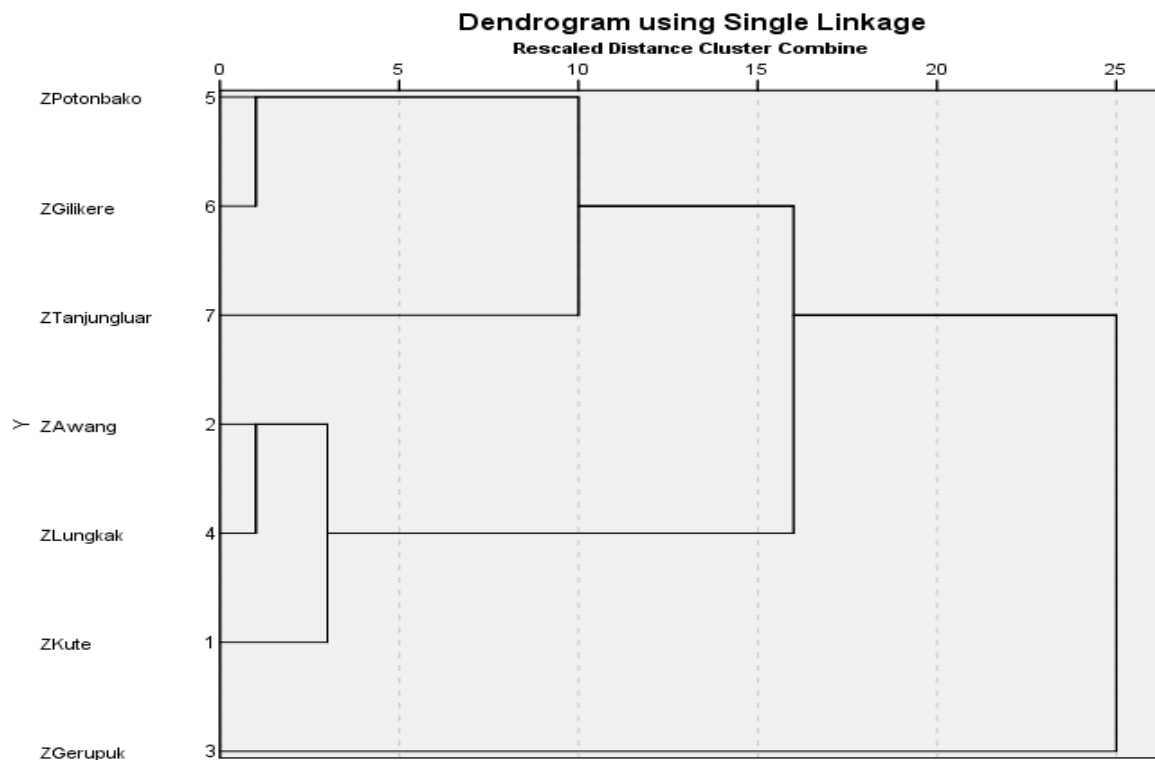 Dendrogram using Single Linkage
Rescaled Distance Cluster Combine
0 5 10 15 20 25
ZPotonbako 5
ZGilikere 6
ZTanjungluar 7
Y
ZAwang 2
ZLungkak 4
ZKute 1
ZGerupuk 3